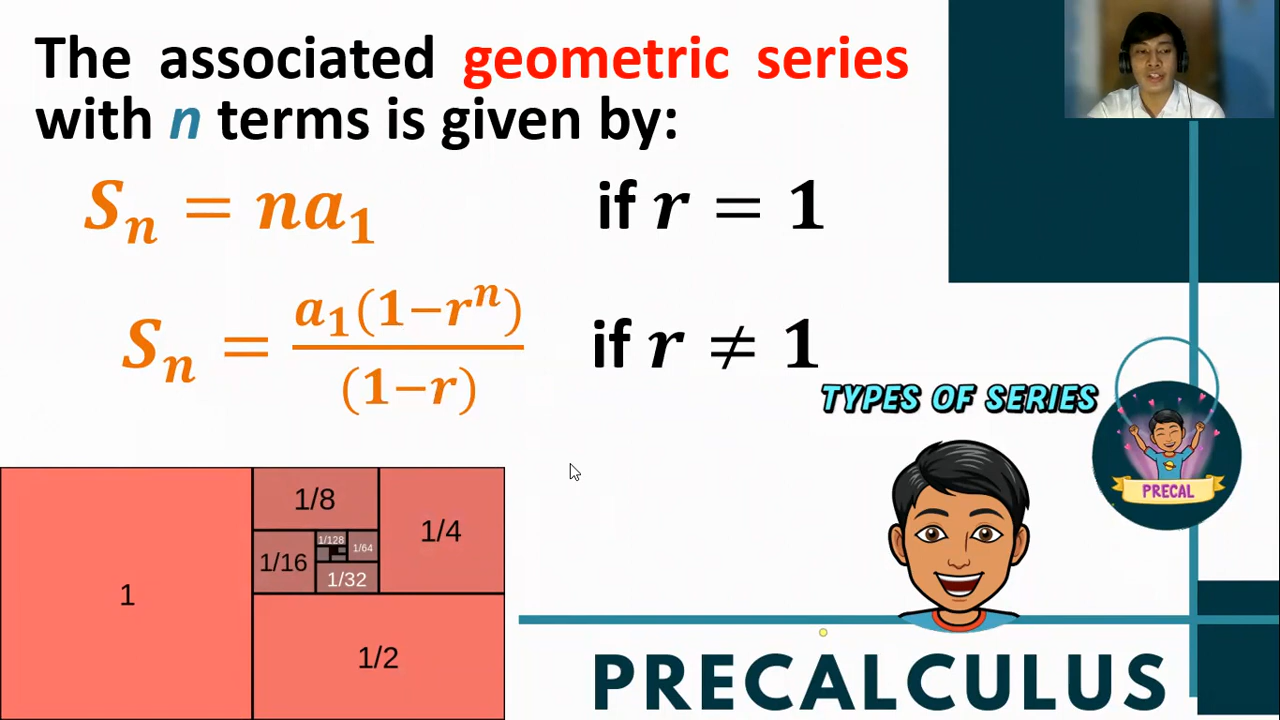 The associated geometric series
with n terms is given by:
Sₙ = na₁ if r = 1
Sₙ = a₁(1−rⁿ) / (1−r) if r ≠ 1
TYPES OF SERIES
PRECAL
1
1/8
1/4
1/16
1/128
1/64
1/32
1/2
PRECALCULUS